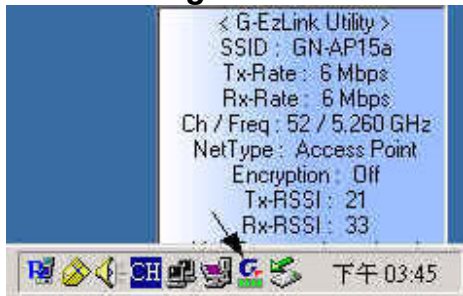 < G-EzLink Utility >
SSID : GN-AP15a
Tx-Rate : 6 Mbps
Rx-Rate : 6 Mbps
Ch / Freq : 52 / 5.260 GHz
NetType : Access Point
Encryption : Off
Tx-RSSI : 21
Rx-RSSI : 33
CH
G
下午 03:45